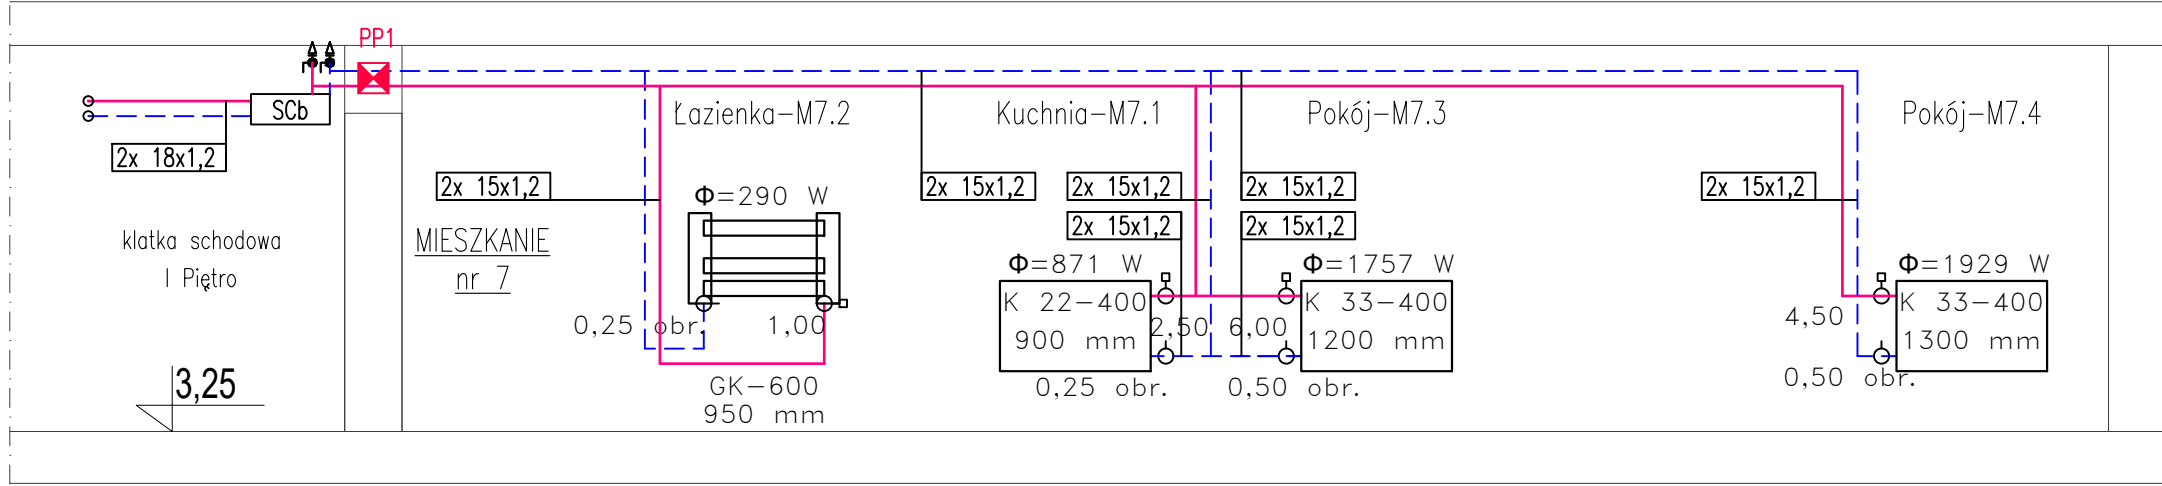 PP1
SCb
2x 18x1,2
klatka schodowa
I Piętro
3,25
MIESZKANIE
nr 7
2x 15x1,2
Łazienka-M7.2
Φ=290 W
0,25 obr.
1,00
GK-600
950 mm
Kuchnia-M7.1
2x 15x1,2
2x 15x1,2
2x 15x1,2
Φ=871 W
K 22-400
900 mm
2,50
0,25 obr.
Pokój-M7.3
2x 15x1,2
2x 15x1,2
Φ=1757 W
K 33-400
1200 mm
6,00
0,50 obr.
Pokój-M7.4
2x 15x1,2
Φ=1929 W
K 33-400
1300 mm
4,50
0,50 obr.